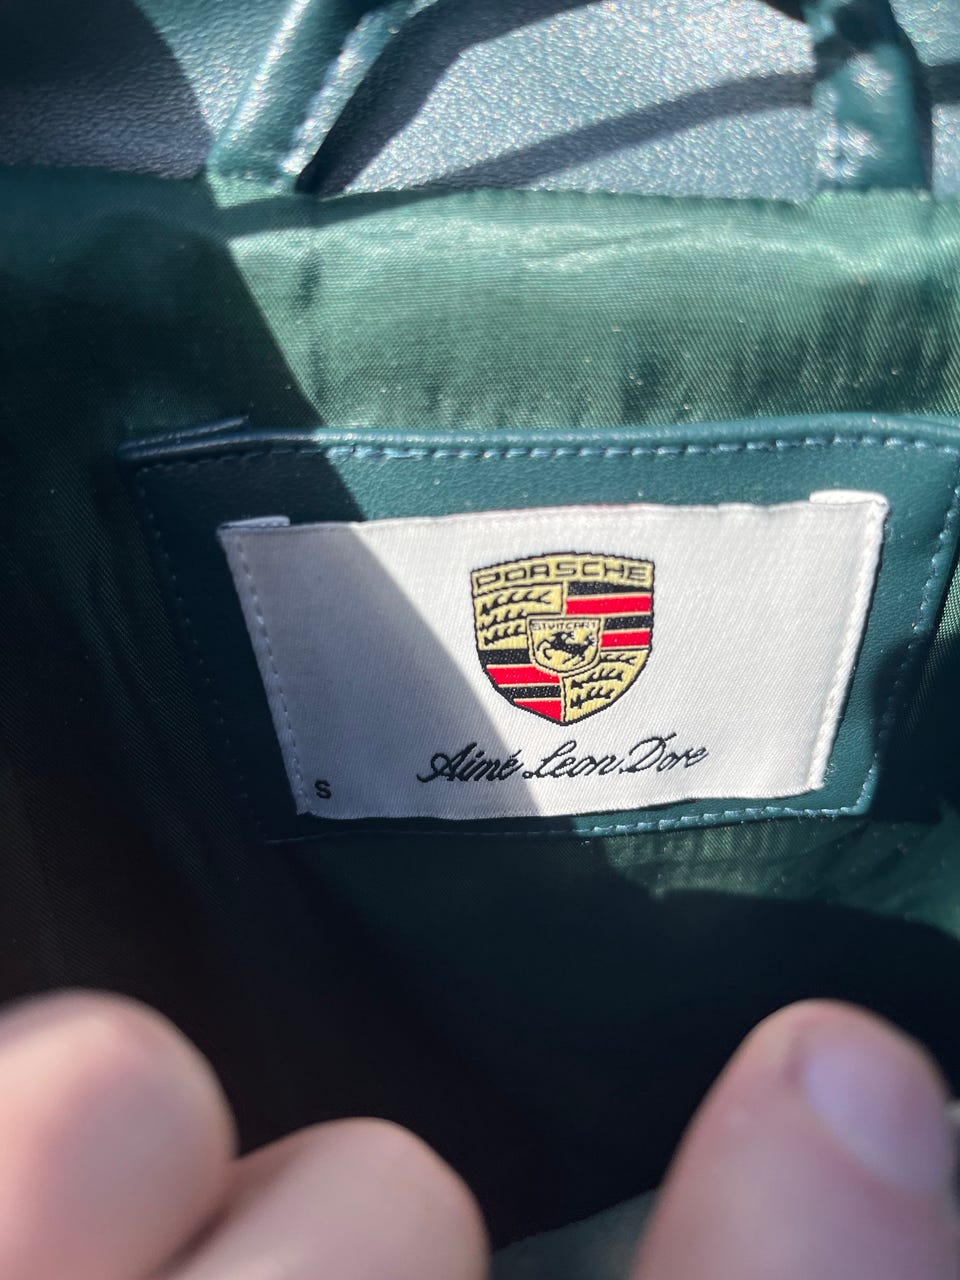 PORSCHE
STUTTGART
Aimé Leon Dore
S